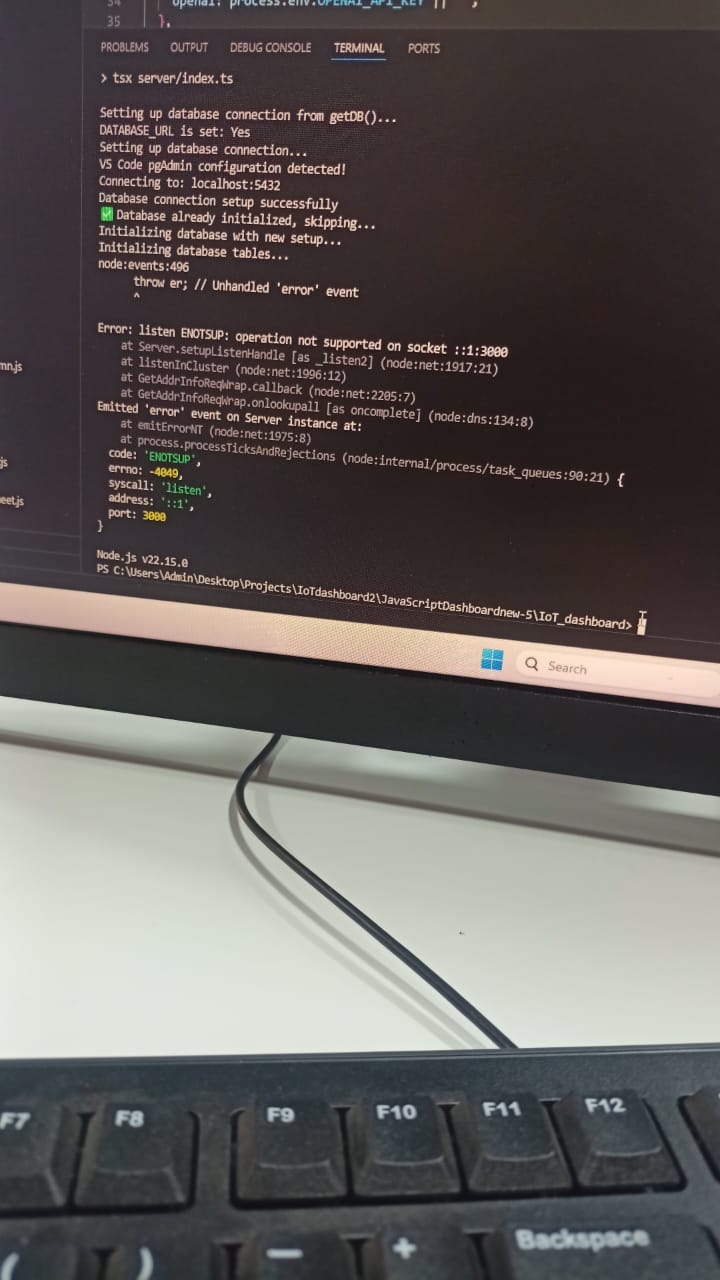 34 openai: process.env.OPENAI_API_KEY || '',
35 },
PROBLEMS OUTPUT DEBUG CONSOLE TERMINAL PORTS
> tsx server/index.ts
Setting up database connection from getDB()...
DATABASE_URL is set: Yes
Setting up database connection...
VS Code pgAdmin configuration detected!
Connecting to: localhost:5432
Database connection setup successfully
✅ Database already initialized, skipping...
Initializing database with new setup...
Initializing database tables...
node:events:496
throw er; // Unhandled 'error' event
^
Error: listen ENOTSUP: operation not supported on socket ::1:3000
at Server.setupListenHandle [as _listen2] (node:net:1917:21)
at listenInCluster (node:net:1996:12)
at GetAddrInfoReqWrap.callback (node:net:2205:7)
at GetAddrInfoReqWrap.onlookupall [as oncomplete] (node:dns:134:8)
Emitted 'error' event on Server instance at:
at emitErrorNT (node:net:1975:8)
at process.processTicksAndRejections (node:internal/process/task_queues:90:21) {
code: 'ENOTSUP',
errno: -4049,
syscall: 'listen',
address: '::1',
port: 3000
}
Node.js v22.15.0
PS C:\Users\Admin\Desktop\Projects\IoTdashboard2\JavaScriptDashboardnew-5\IoT_dashboard>
mn.js
js
eet.js
Search
F7 F8 F9 F10 F11 F12
( ) – + Backspace